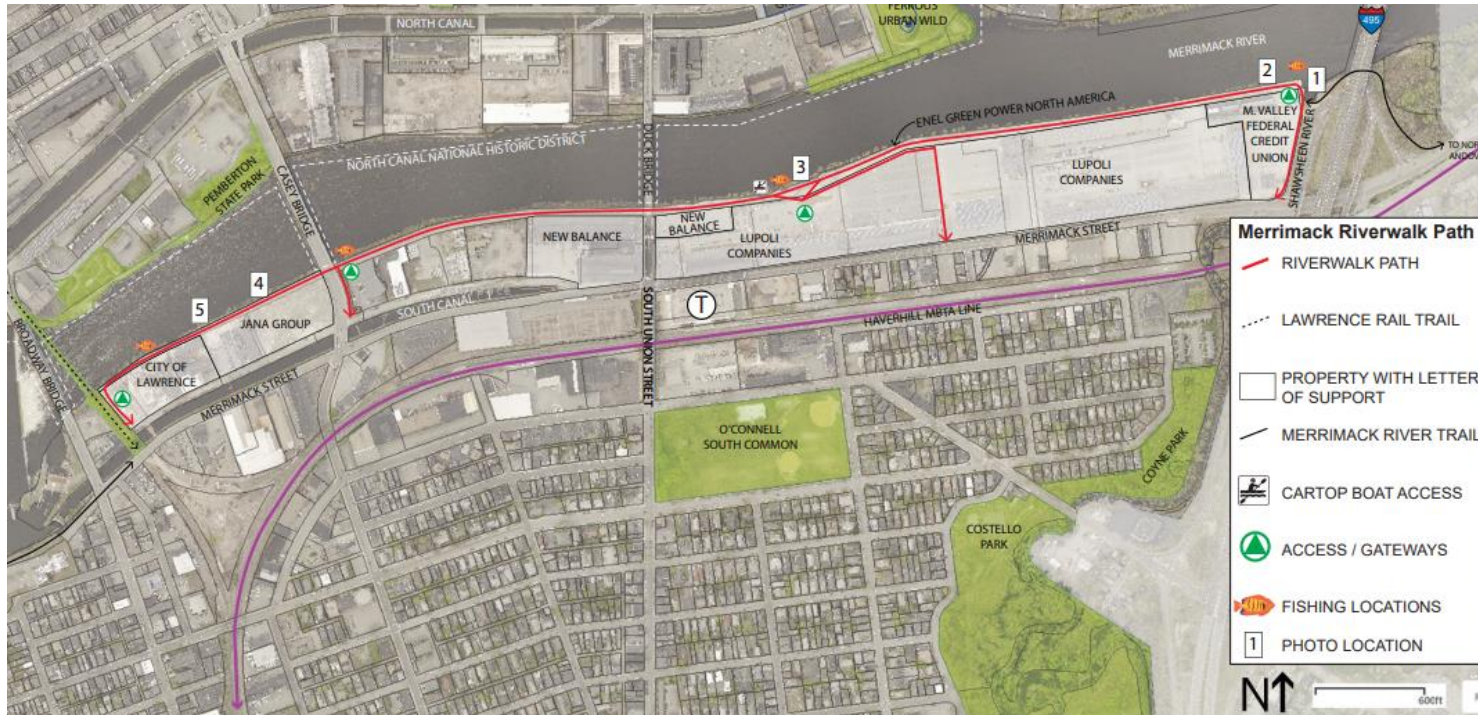 NORTH CANAL
FERROUS
URBAN WILD
495
MERRIMACK RIVER
2
1
ENEL GREEN POWER NORTH AMERICA
M. VALLEY
FEDERAL
CREDIT
UNION
SHAWSHEEN RIVER
TO NOR
ANDO
NORTH CANAL NATIONAL HISTORIC DISTRICT
DUCK BRIDGE
PEMBERTON
STATE PARK
CASEY BRIDGE
3
LUPOLI
COMPANIES
NEW
BALANCE
NEW BALANCE
LUPOLI
COMPANIES
MERRIMACK STREET
4
5
JANA GROUP
SOUTH CANAL
T
HAVERHILL MBTA LINE
SOUTH UNION STREET
BROADWAY BRIDGE
CITY OF
LAWRENCE
MERRIMACK STREET
O'CONNELL
SOUTH COMMON
COYNE PARK
COSTELLO
PARK
Merrimack Riverwalk Path
RIVERWALK PATH
LAWRENCE RAIL TRAIL
PROPERTY WITH LETTER
OF SUPPORT
MERRIMACK RIVER TRAIL
CARTOP BOAT ACCESS
ACCESS / GATEWAYS
FISHING LOCATIONS
1
PHOTO LOCATION
N
600ft